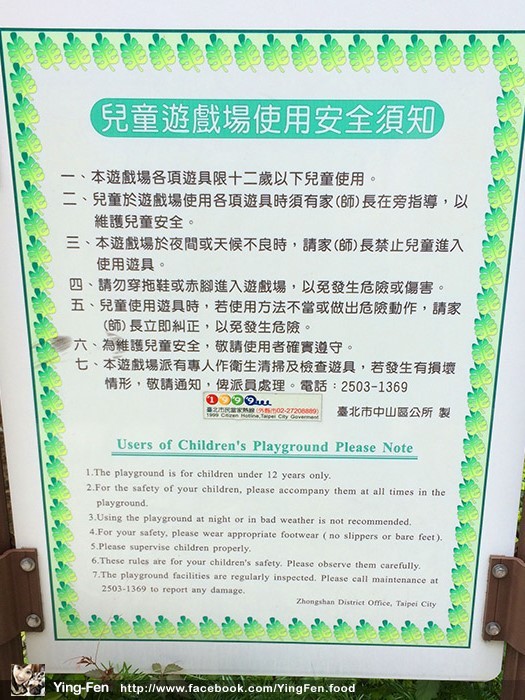 兒童遊戲場使用安全須知
一、本遊戲場各項遊具限十二歲以下兒童使用。
二、兒童於遊戲場使用各項遊具時須有家(師)長在旁指導，以
維護兒童安全。
三、本遊戲場於夜間或天候不良時，請家(師)長禁止兒童進入
使用遊具。
四、請勿穿拖鞋或赤腳進入遊戲場，以免發生危險或傷害。
五、兒童使用遊具時，若使用方法不當或做出危險動作，請家
(師)長立即糾正，以免發生危險。
六、為維護兒童安全，敬請使用者確實遵守。
七、本遊戲場派有專人作衛生清掃及檢查遊具，若發生有損壞
情形，敬請通知，俾派員處理。電話：2503-1369
1999
臺北市民當家熱線(外縣市02-27208889)
1999 Citizen Hotline,Taipei City Goverment
臺北市中山區公所 製
Users of Children's Playground Please Note
1.The playground is for children under 12 years only.
2.For the safety of your children, please accompany them at all times in the
playground.
3.Using the playground at night or in bad weather is not recommended.
4.For your safety, please wear appropriate footwear ( no slippers or bare feet).
5.Please supervise children properly.
6.These rules are for your children's safety. Please observe them carefully.
7.The playground facilities are regularly inspected. Please call maintenance at
2503-1369 to report any damage.
Zhongshan District Office, Taipei City
Ying-Fen http://www.facebook.com/YingFen.food